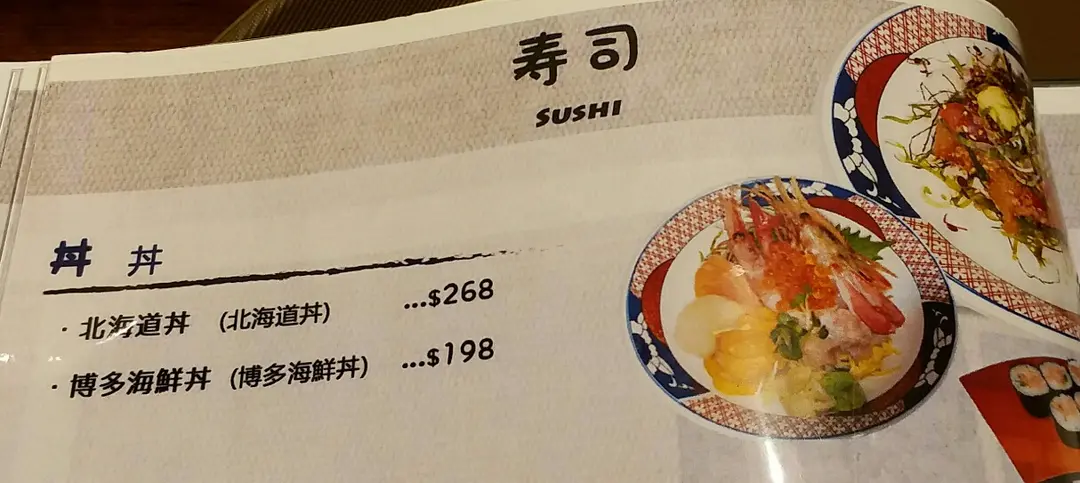 寿司
SUSHI
丼 丼
・北海道丼 (北海道丼) ...$268
・博多海鮮丼 (博多海鮮丼) ...$198